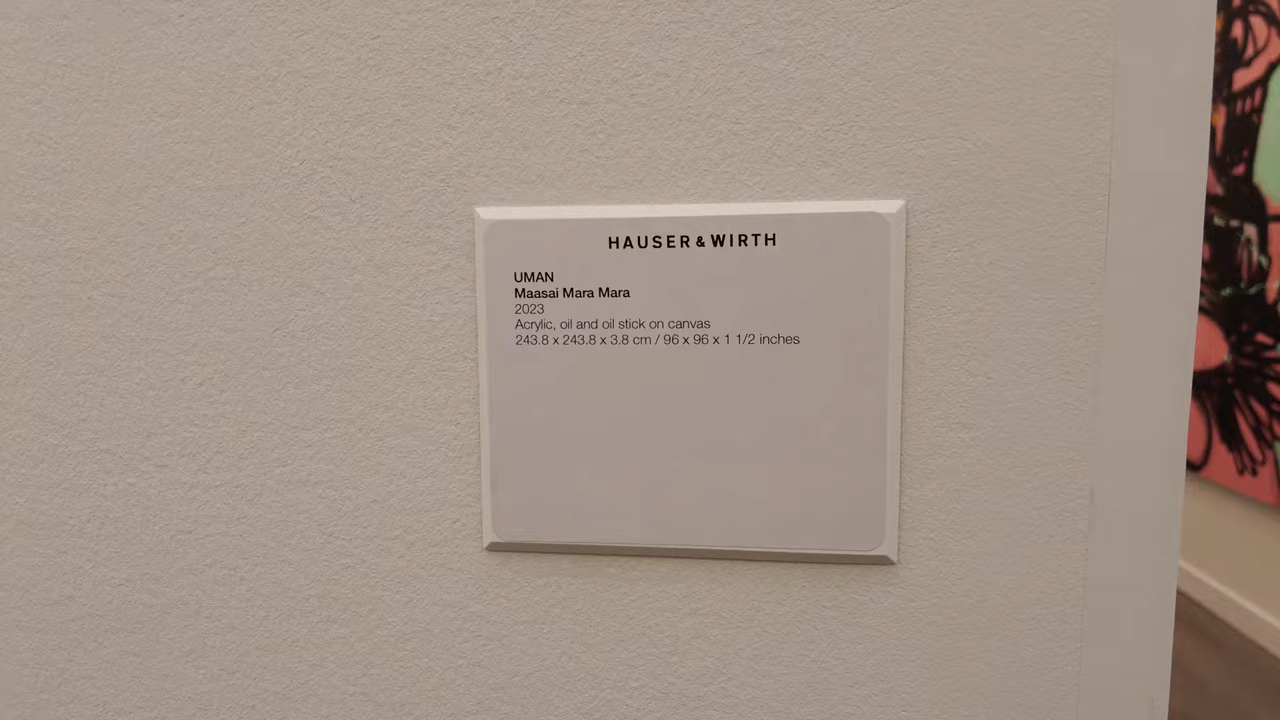 HAUSER & WIRTH
UMAN
Maasai Mara Mara
2023
Acrylic, oil and oil stick on canvas
243.8 x 243.8 x 3.8 cm / 96 x 96 x 1 1/2 inches